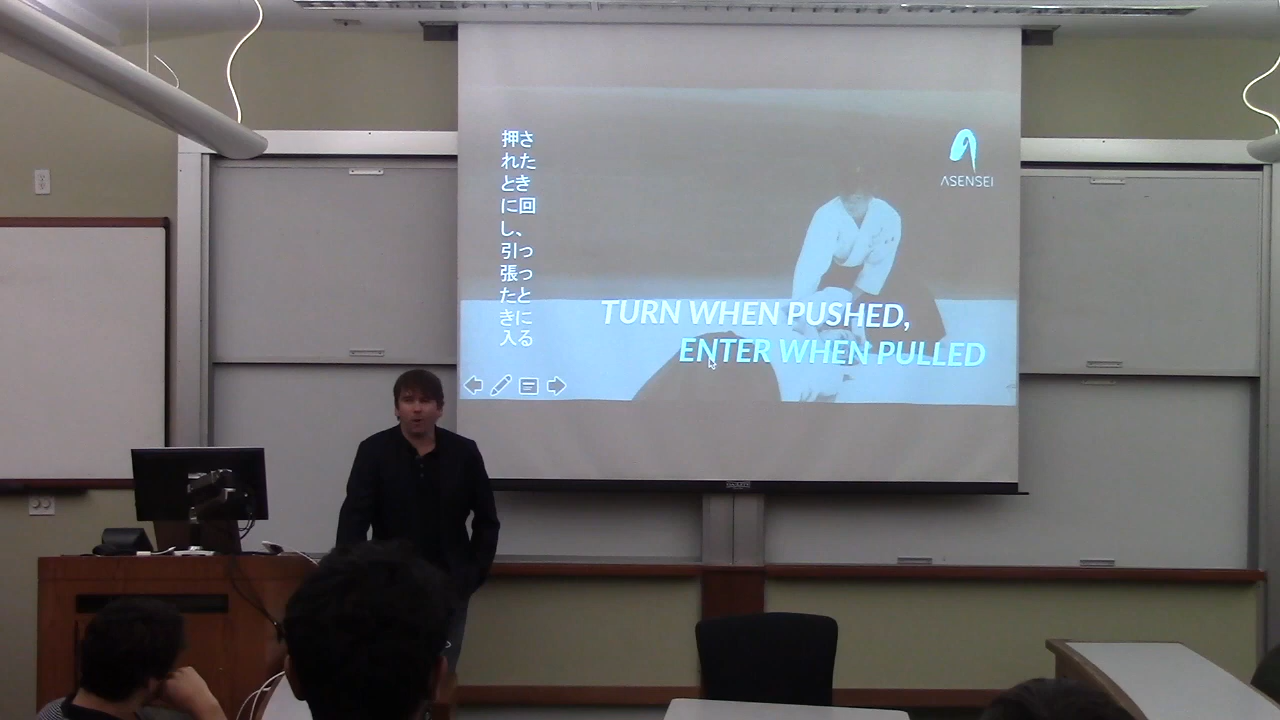 押さ
れた
とき
に回
し、
引っ
張っ
たと
きに
入る
ASENSEI
TURN WHEN PUSHED,
ENTER WHEN PULLED